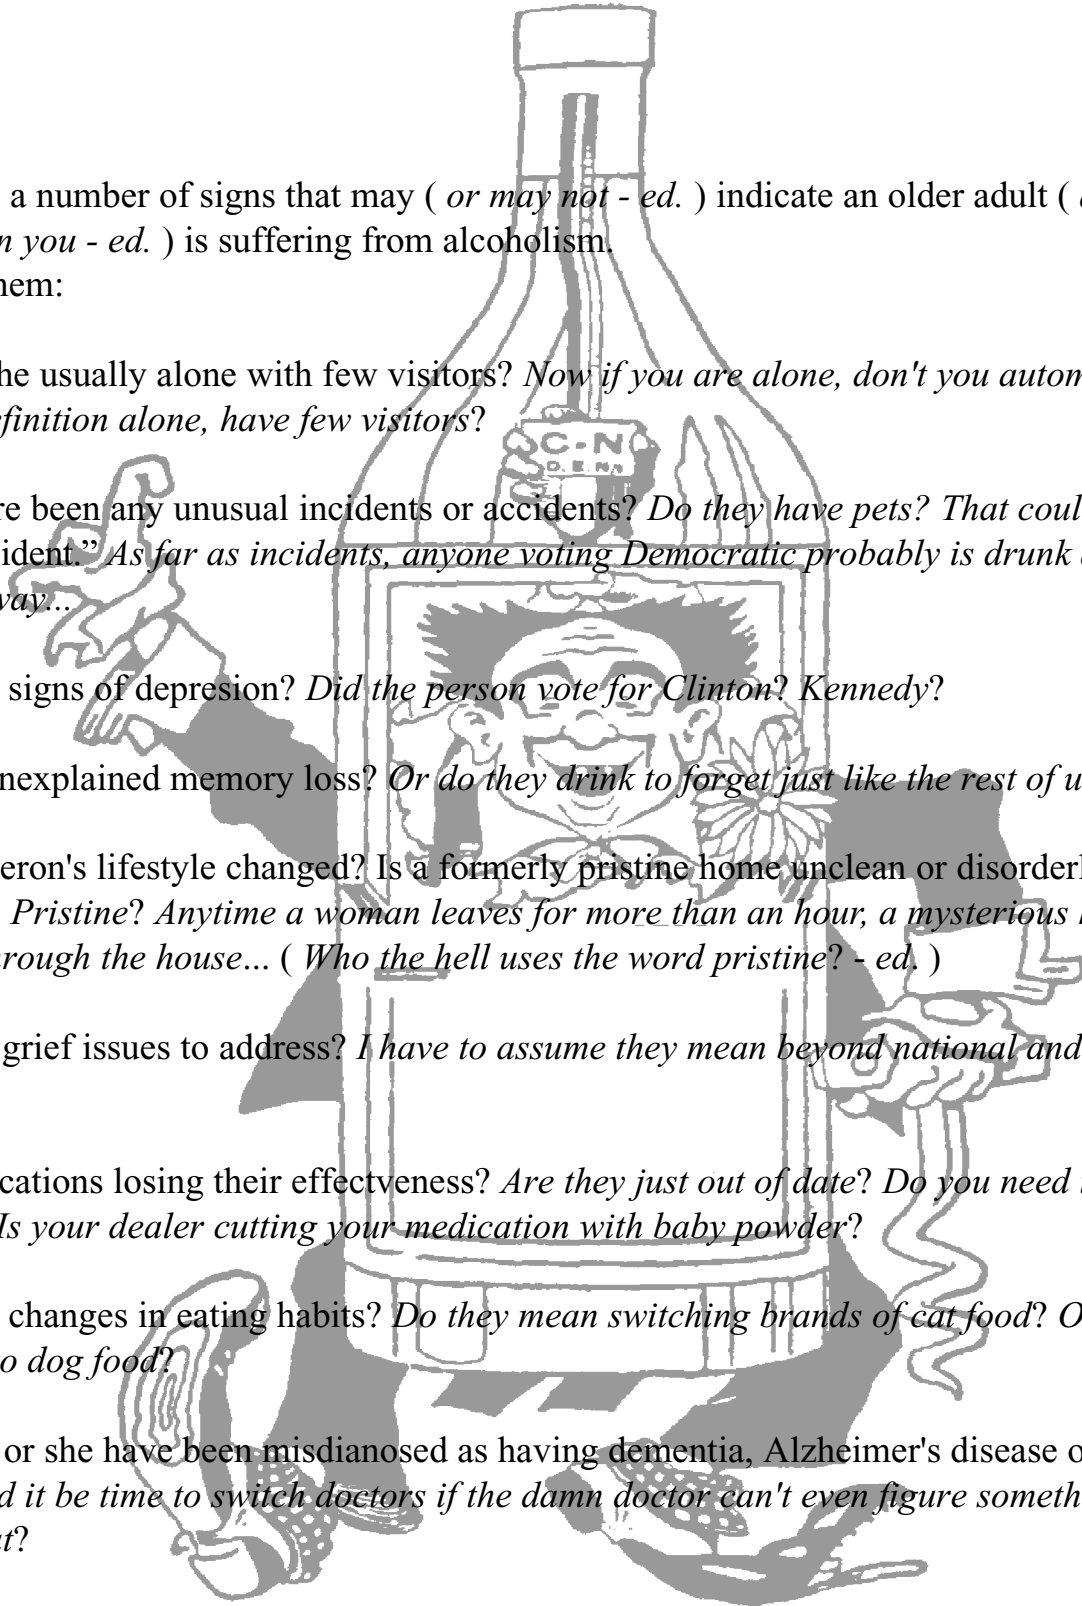 a number of signs that may ( or may not - ed. ) indicate an older adult (
n you - ed. ) is suffering from alcoholism.
hem:
he usually alone with few visitors? Now if you are alone, don't you autom
efinition alone, have few visitors?
C-N
D.E.N.
re been any unusual incidents or accidents? Do they have pets? That coul
ident.” As far as incidents, anyone voting Democratic probably is drunk
way...
signs of depresion? Did the person vote for Clinton? Kennedy?
nexplained memory loss? Or do they drink to forget just like the rest of u
eron's lifestyle changed? Is a formerly pristine home unclean or disorderl
Pristine? Anytime a woman leaves for more than an hour, a mysterious
rough the house... ( Who the hell uses the word pristine? - ed. )
grief issues to address? I have to assume they mean beyond national and
cations losing their effectveness? Are they just out of date? Do you need
Is your dealer cutting your medication with baby powder?
changes in eating habits? Do they mean switching brands of cat food? O
o dog food?
or she have been misdianosed as having dementia, Alzheimer's disease o
d it be time to switch doctors if the damn doctor can't even figure someth
at?